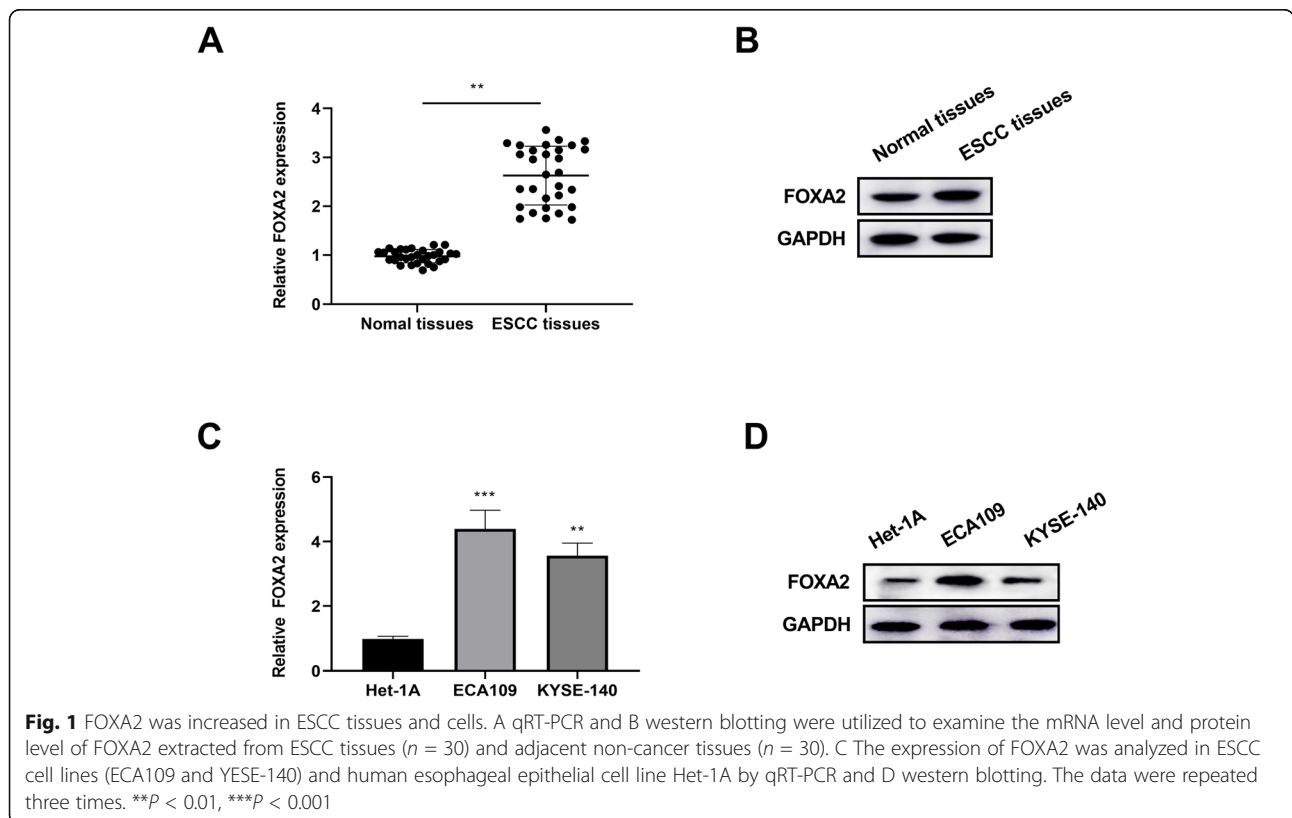 A
**
Relative FOXA2 expression
4
3
2
1
0
Nomal tissues
ESCC tissues
B
Normal tissues
ESCC tissues
FOXA2
GAPDH
C
Relative FOXA2 expression
6
4
2
0
***
**
Het-1A
ECA109
KYSE-140
D
Het-1A
ECA109
KYSE-140
FOXA2
GAPDH
Fig. 1 FOXA2 was increased in ESCC tissues and cells. A qRT-PCR and B western blotting were utilized to examine the mRNA level and protein
level of FOXA2 extracted from ESCC tissues (n = 30) and adjacent non-cancer tissues (n = 30). C The expression of FOXA2 was analyzed in ESCC
cell lines (ECA109 and YESE-140) and human esophageal epithelial cell line Het-1A by qRT-PCR and D western blotting. The data were repeated
three times. **P < 0.01, ***P < 0.001